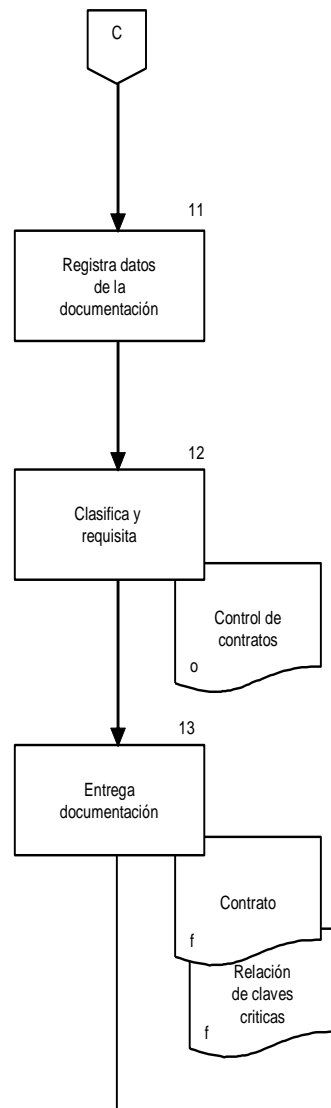 C
11
Registra datos
de la
documentación
12
Clasifica y
requisita
Control de
contratos
o
13
Entrega
documentación
Contrato
f
Relación
de claves
criticas
f